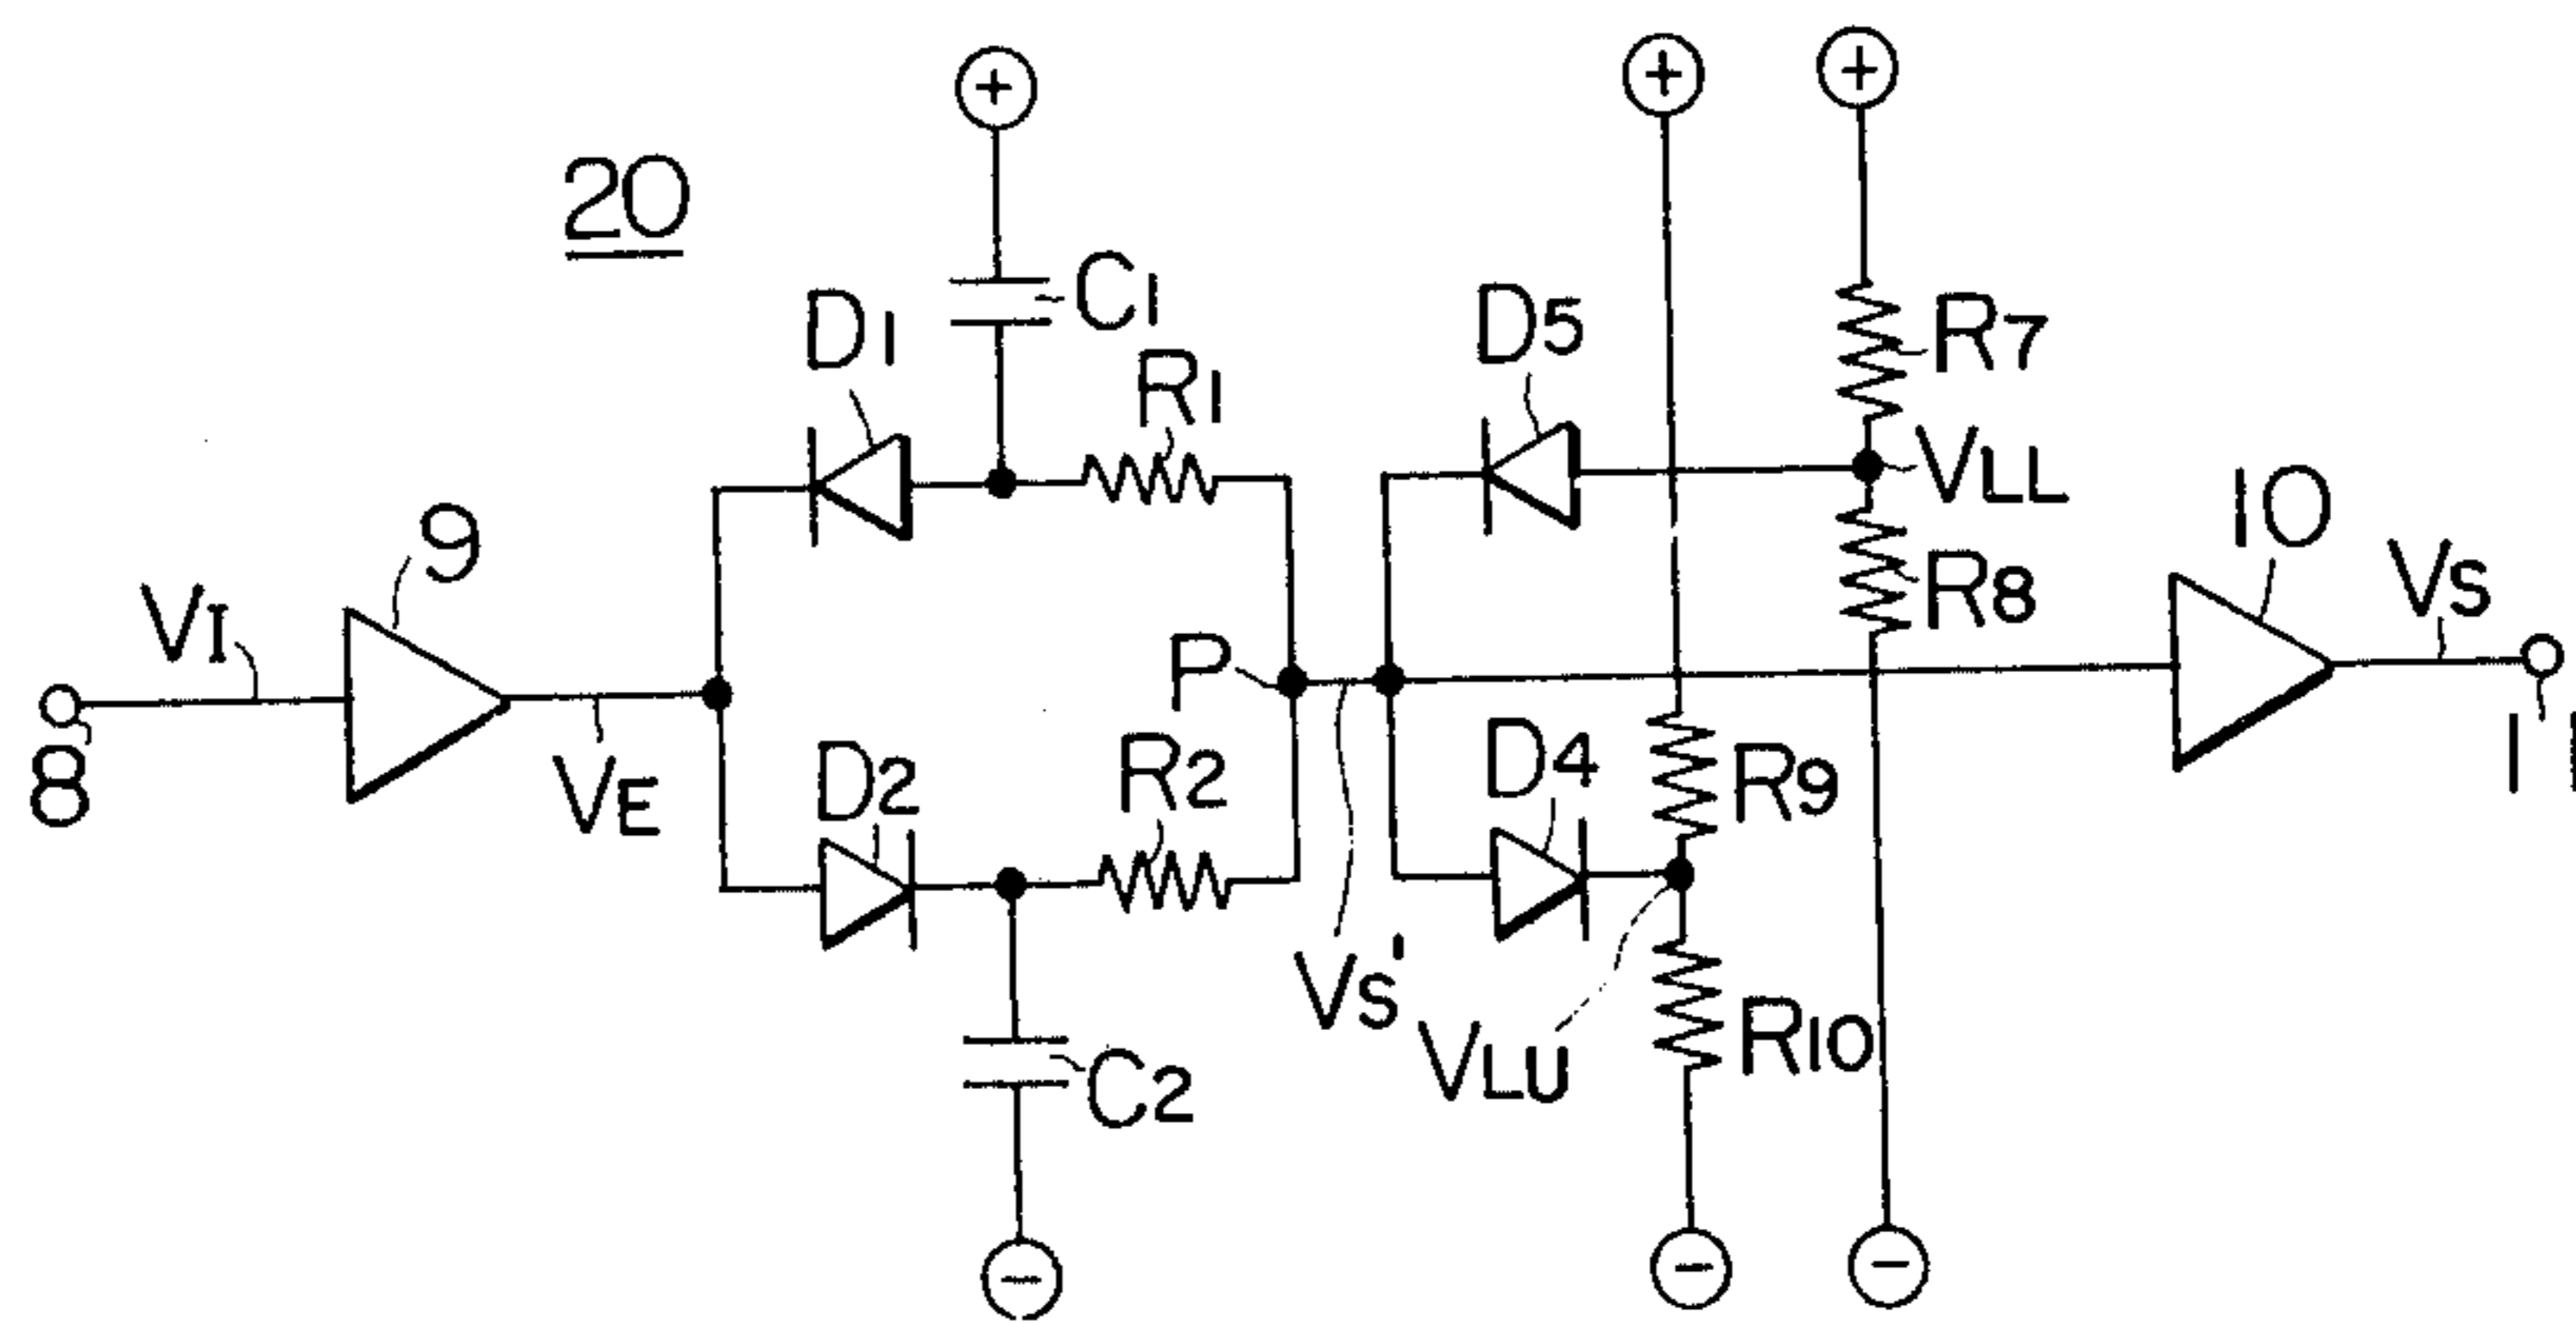 +
+
+
20
C1
D1
R1
D5
R7
VLL
9
10
VI
R8
VS
P
8
VE
D2
R2
D4
R9
11
VS'
VLU
R10
C2
−
−
−